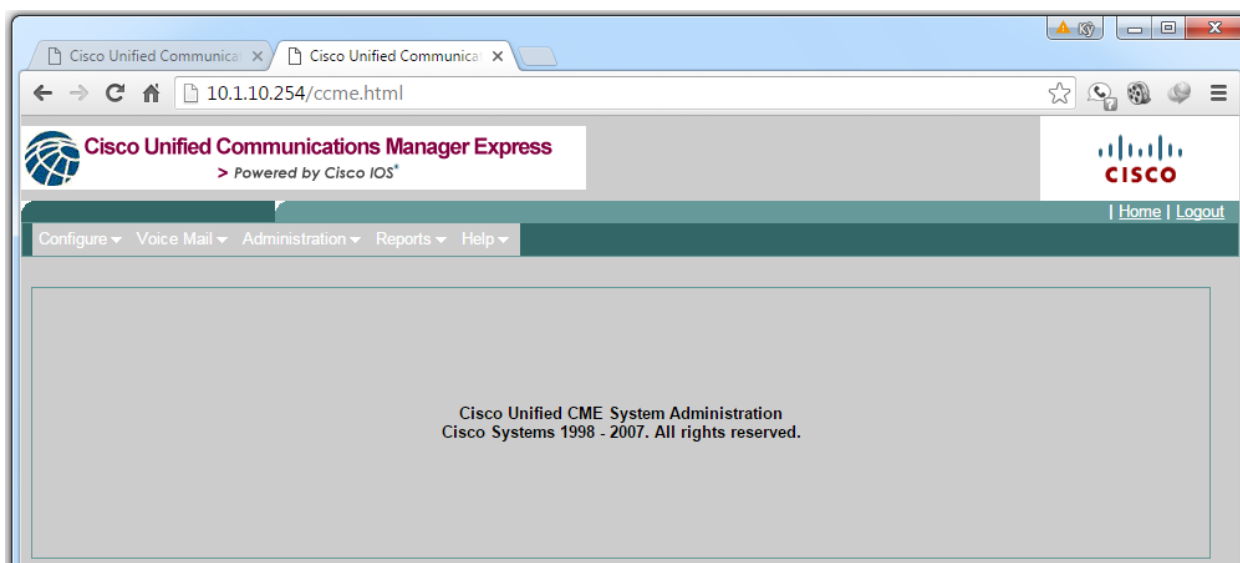 Cisco Unified Communica
Cisco Unified Communica
10.1.10.254/ccme.html
Cisco Unified Communications Manager Express
> Powered by Cisco IOS®
CISCO
| Home | Logout
Configure Voice Mail Administration Reports Help
Cisco Unified CME System Administration
Cisco Systems 1998 - 2007. All rights reserved.